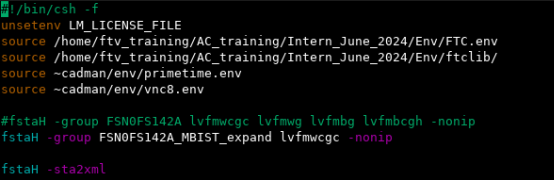 #!/bin/csh -f
unsetenv LM_LICENSE_FILE
source /home/ftv_training/AC_training/Intern_June_2024/Env/FTC.env
source /home/ftv_training/AC_training/Intern_June_2024/Env/ftclib/
source ~cadman/env/primetime.env
source ~cadman/env/vnc8.env

#fstaH -group FSN0FS142A lvfmwcgc lvfmwg lvfmbg lvfmbcgh -nonip
fstaH -group FSN0FS142A_MBIST_expand lvfmwcgc -nonip

fstaH -sta2xml